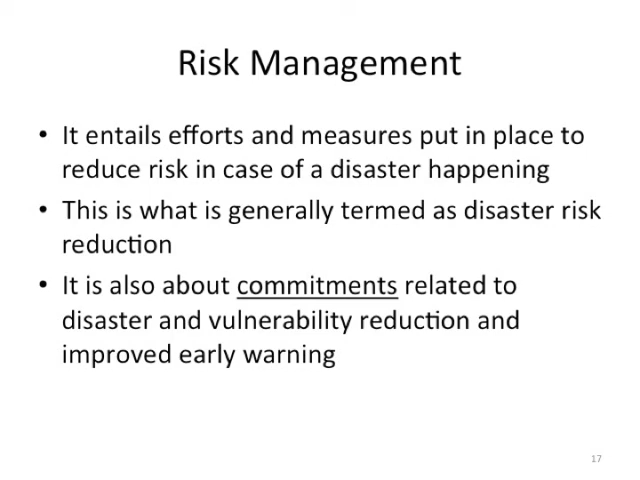 Risk Management
• It entails efforts and measures put in place to
reduce risk in case of a disaster happening
• This is what is generally termed as disaster risk
reduction
• It is also about commitments related to
disaster and vulnerability reduction and
improved early warning
17